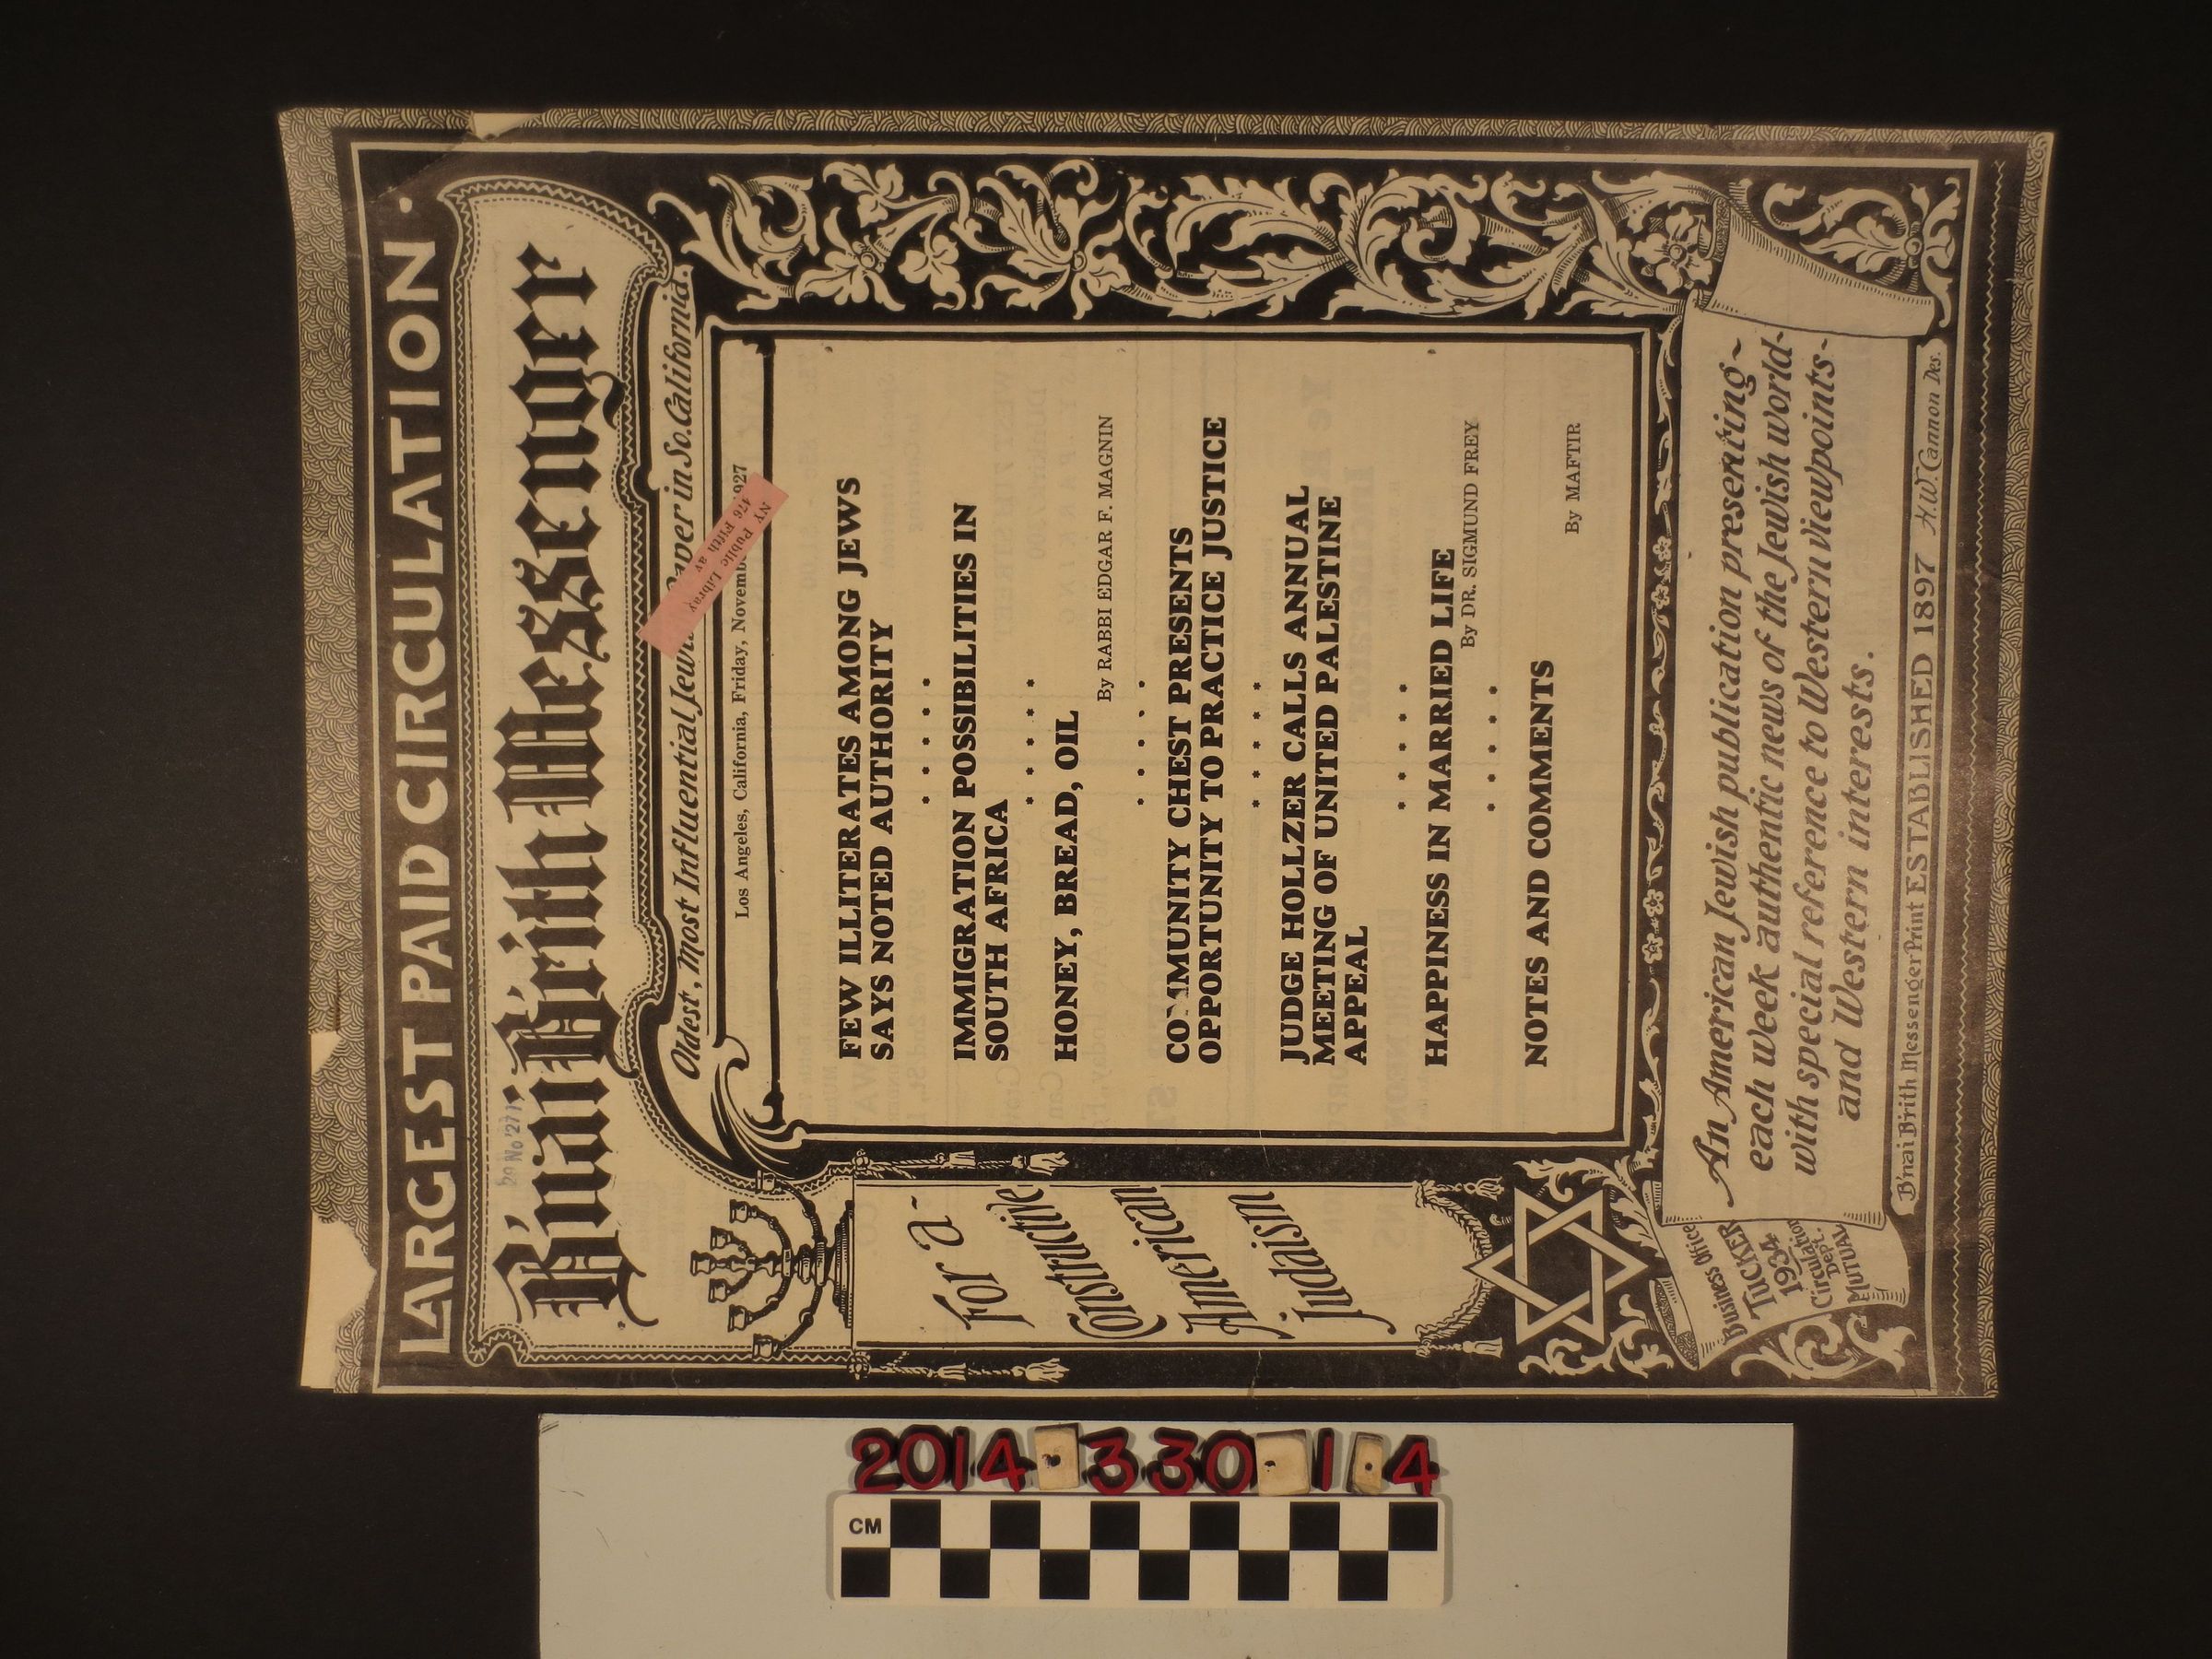 LARGEST PAID CIRCULATION.
B'nai B'rith Messenger
Oldest, Most Influential Paper in So. California.
Los Angeles, California, Friday, 927
NY Public Libray
476 Fifth av
FEW ILLITERATES AMONG JEWS
SAYS NOTED AUTHORITY
* * * * *
IMMIGRATION POSSIBILITIES IN
SOUTH AFRICA
* * * * *
HONEY, BREAD, OIL
By RABBI EDGAR F. MAGNIN
* * * * *
COMMUNITY CHEST PRESENTS
OPPORTUNITY TO PRACTICE JUSTICE
* * * * *
JUDGE HOLLZER CALLS ANNUAL
MEETING OF UNITED PALESTINE
APPEAL
* * * * *
HAPPINESS IN MARRIED LIFE
By DR. SIGMUND FREY
* * * * *
NOTES AND COMMENTS
By MAFTIR
For a-
Constructive
American
Judaism
Business Office
TUCKER
1934
Circulation
Dept.
MUTUAL
An American Jewish publication presenting~
each week authentic news of the Jewish world-
with special reference to Western viewpoints-
and Western interests.
B'nai B'rith Messenger Print ESTABLISHED 1897 H.W. Cannon Des.
2014.330.1.4
CM